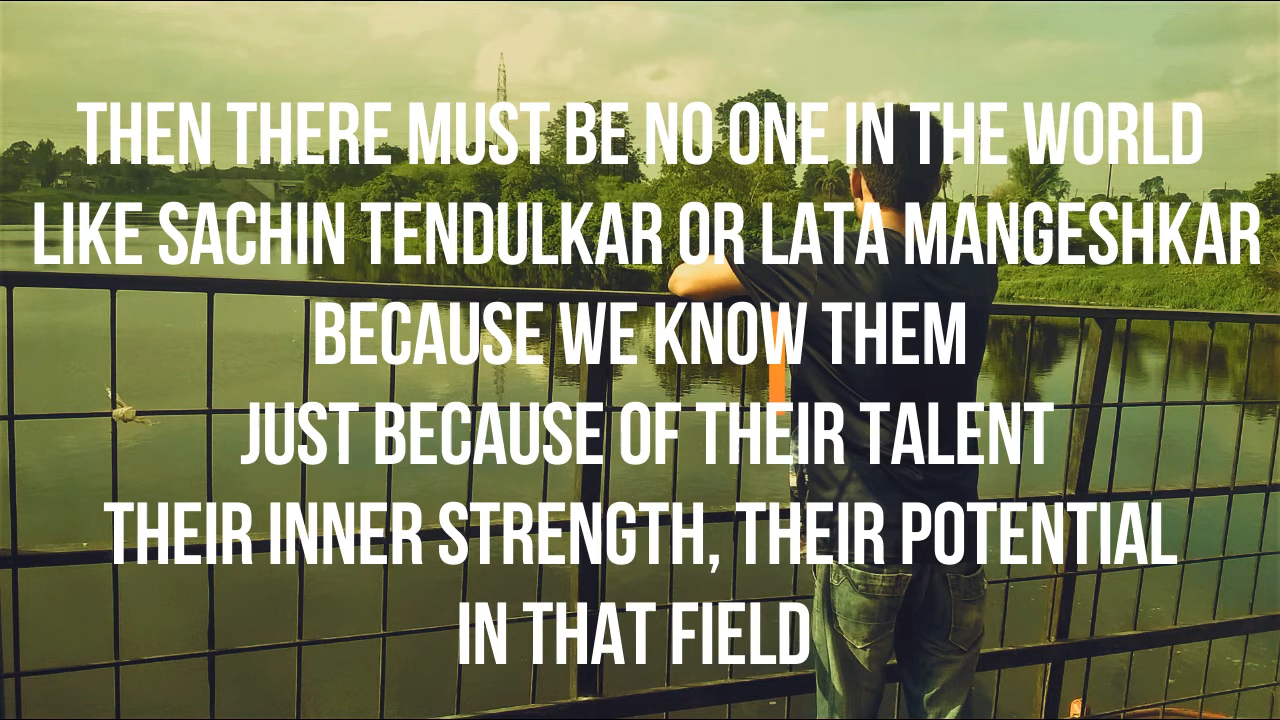 THEN THERE MUST BE NO ONE IN THE WORLD
LIKE SACHIN TENDULKAR OR LATA MANGESHKAR
BECAUSE WE KNOW THEM
JUST BECAUSE OF THEIR TALENT
THEIR INNER STRENGTH, THEIR POTENTIAL
IN THAT FIELD